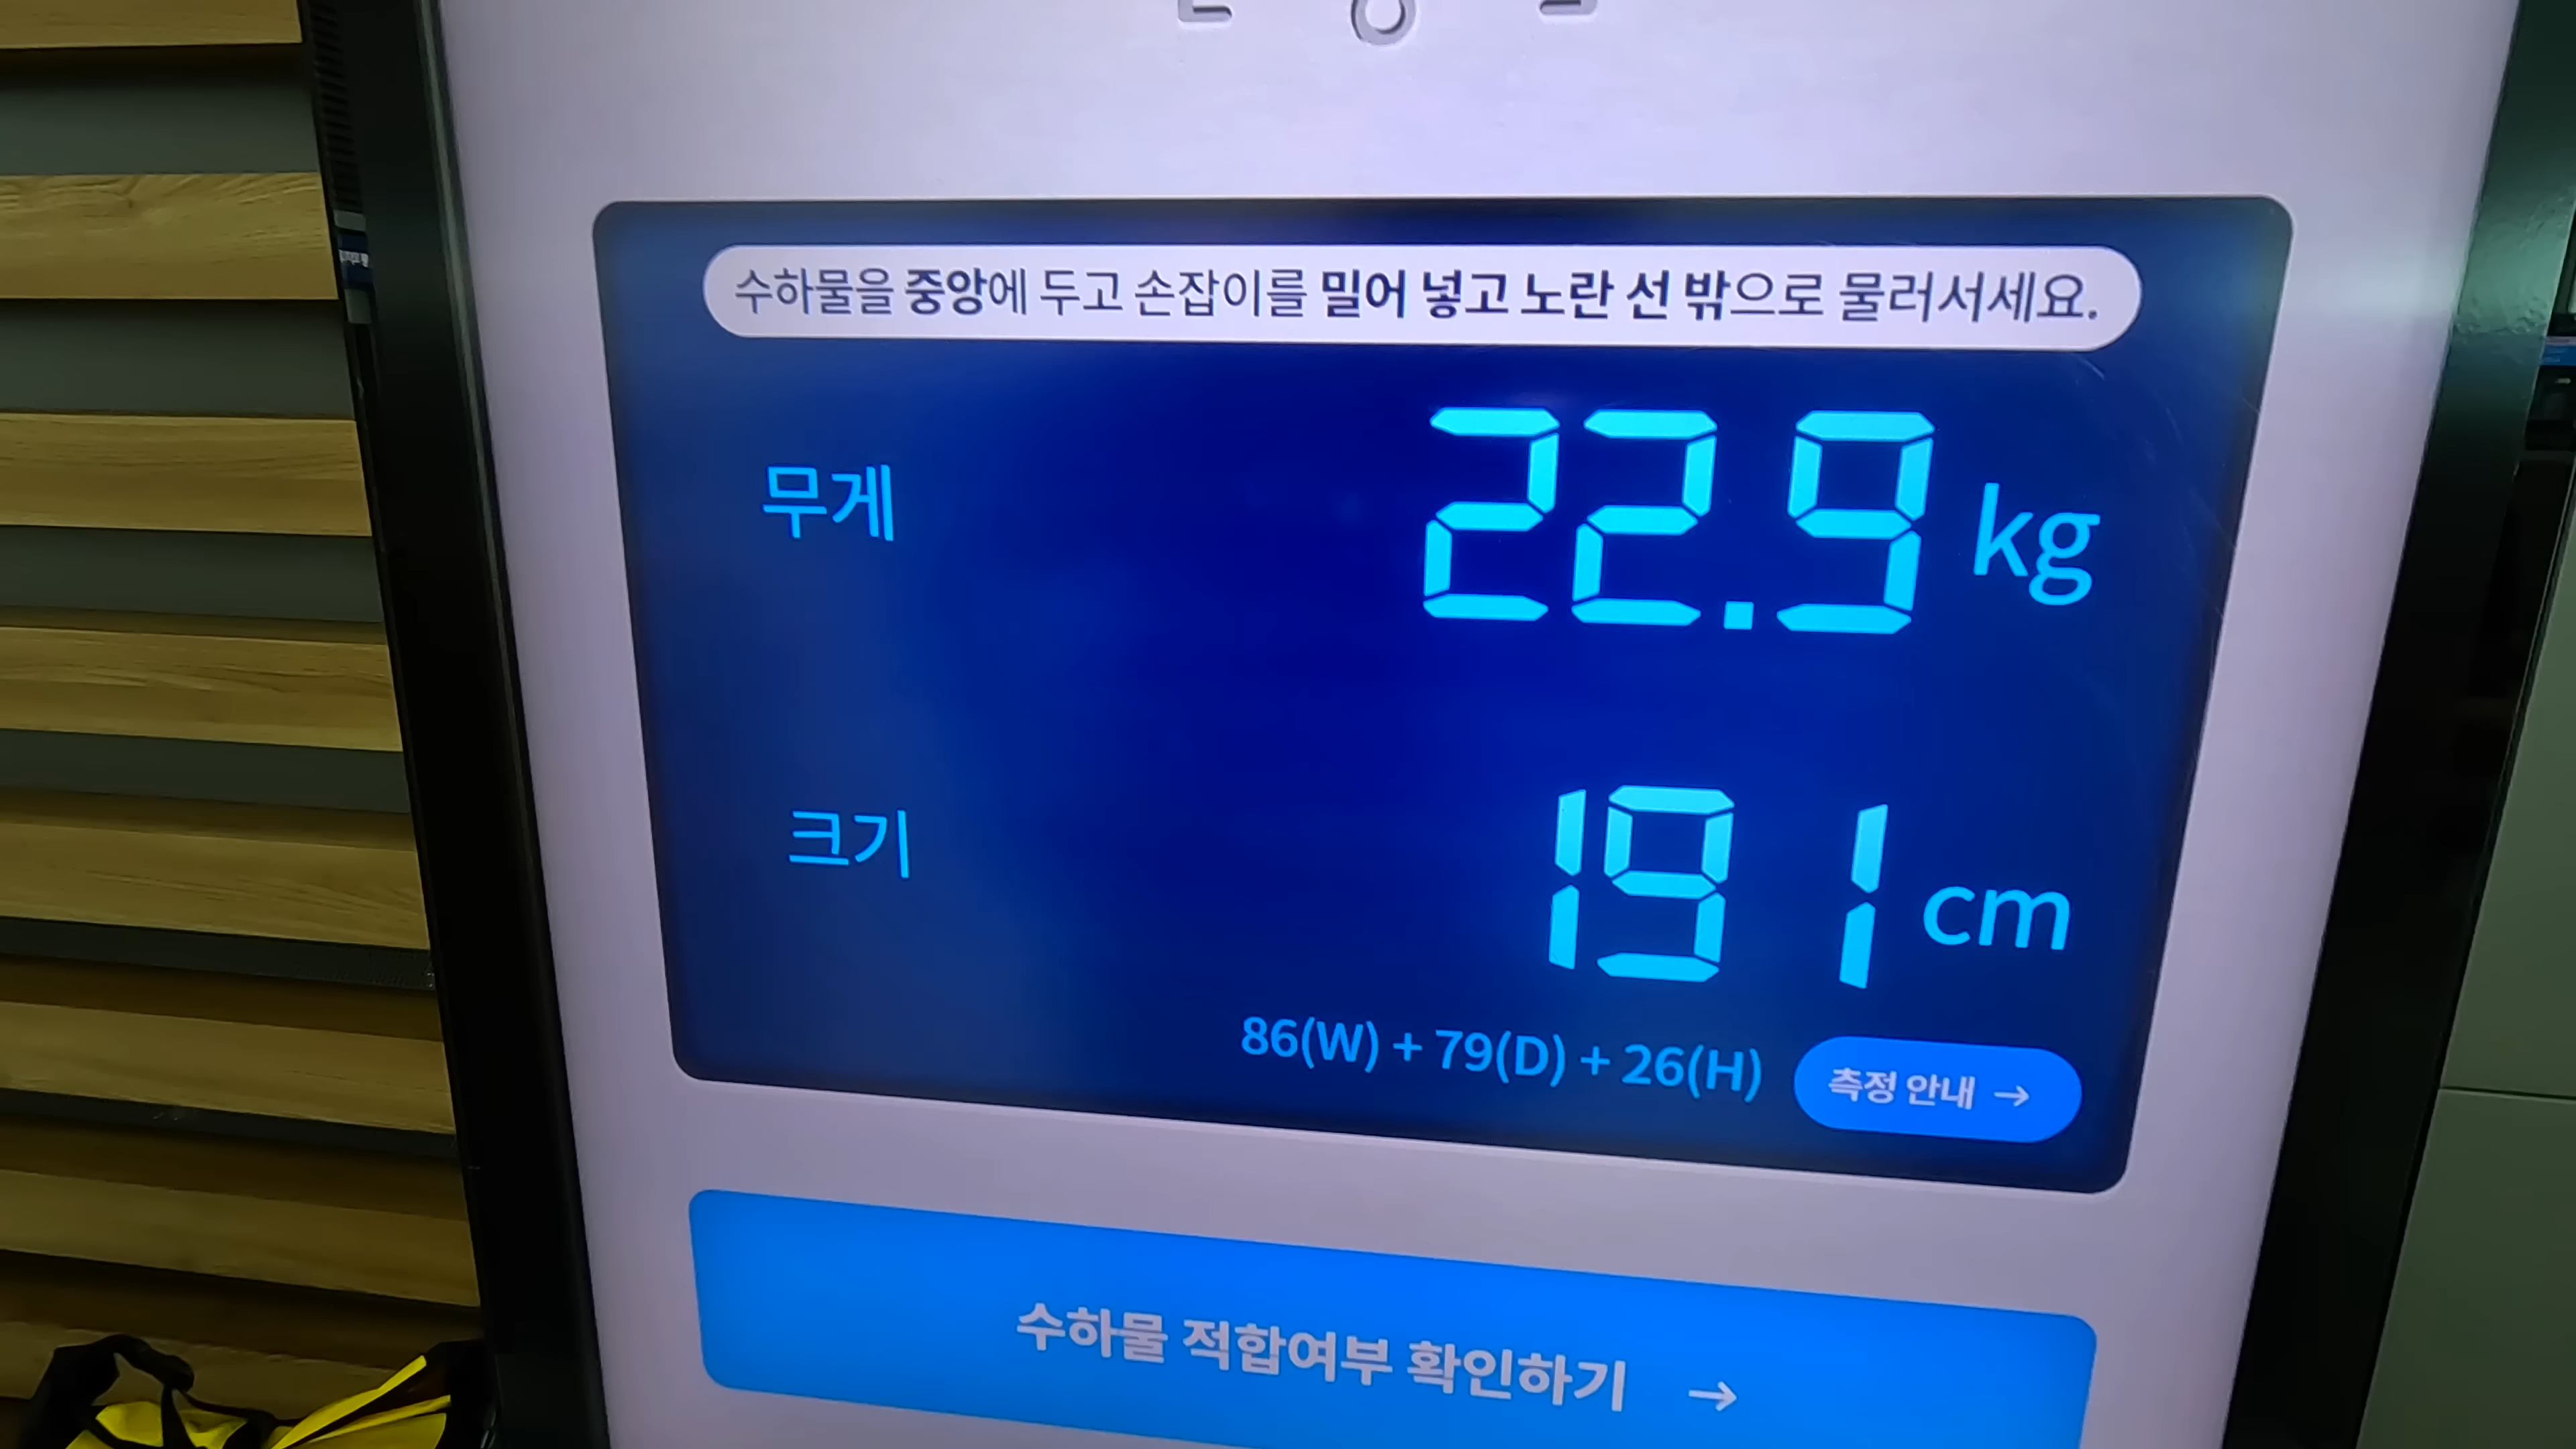 수하물을 중앙에 두고 손잡이를 밀어 넣고 노란 선 밖으로 물러서세요.
무게
22.9 kg
크기
191 cm
86(W) + 79(D) + 26(H)
측정 안내 →
수하물 적합여부 확인하기 →